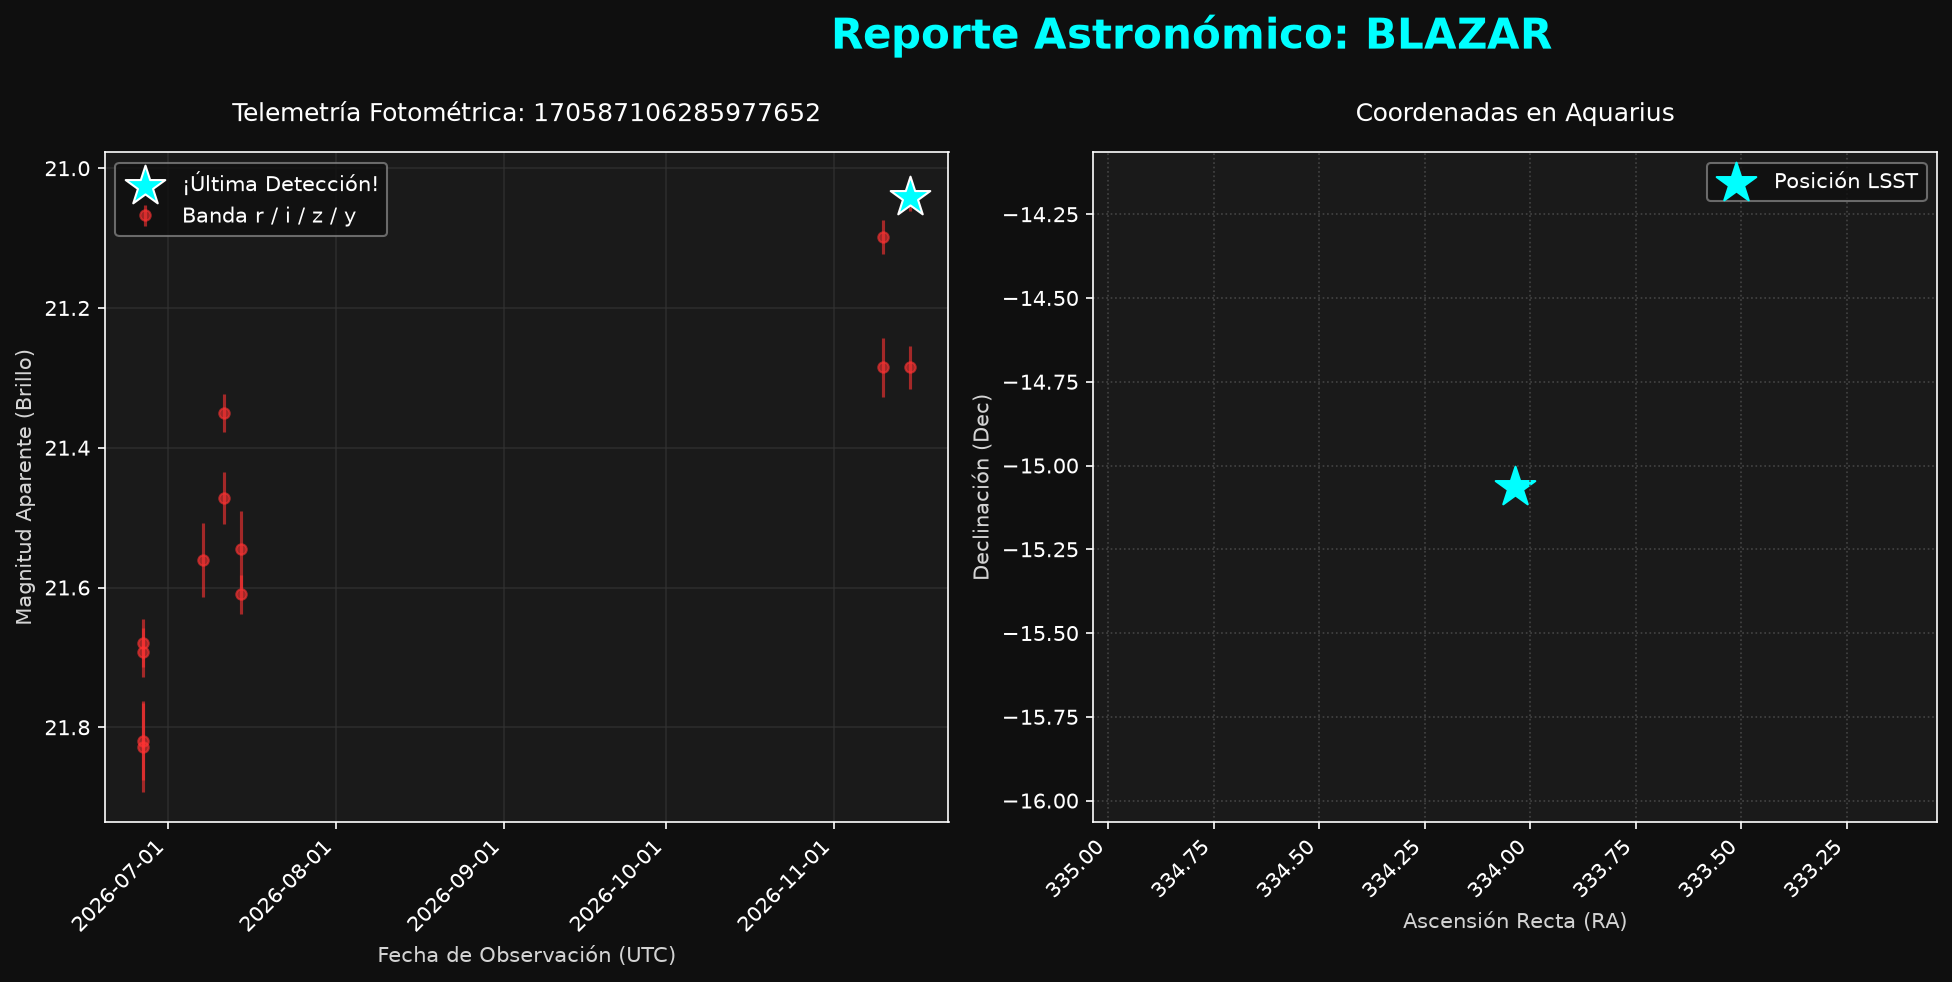 Reporte Astronómico: BLAZAR
Telemetría Fotométrica: 170587106285977652
¡Última Detección!
Banda r / i / z / y
Magnitud Aparente (Brillo)
21.0
21.2
21.4
21.6
21.8
2026-07-01
2026-08-01
2026-09-01
2026-10-01
2026-11-01
Fecha de Observación (UTC)
Coordenadas en Aquarius
Posición LSST
Declinación (Dec)
−14.25
−14.50
−14.75
−15.00
−15.25
−15.50
−15.75
−16.00
335.00
334.75
334.50
334.25
334.00
333.75
333.50
333.25
Ascensión Recta (RA)